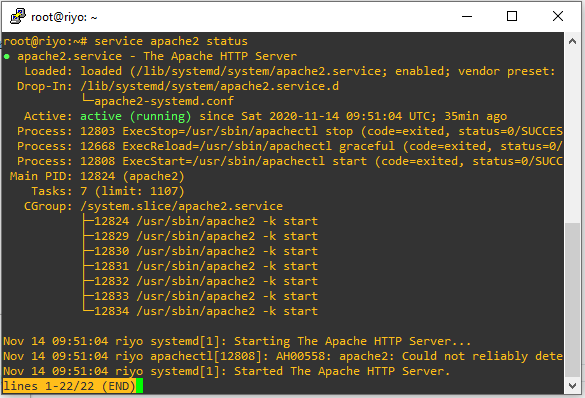 root@riyo: ~
root@riyo:~# service apache2 status
● apache2.service - The Apache HTTP Server
   Loaded: loaded (/lib/systemd/system/apache2.service; enabled; vendor preset:
  Drop-In: /lib/systemd/system/apache2.service.d
           └─apache2-systemd.conf
   Active: active (running) since Sat 2020-11-14 09:51:04 UTC; 35min ago
  Process: 12803 ExecStop=/usr/sbin/apachectl stop (code=exited, status=0/SUCCES
  Process: 12668 ExecReload=/usr/sbin/apachectl graceful (code=exited, status=0/
  Process: 12808 ExecStart=/usr/sbin/apachectl start (code=exited, status=0/SUCC
 Main PID: 12824 (apache2)
    Tasks: 7 (limit: 1107)
   CGroup: /system.slice/apache2.service
           ├─12824 /usr/sbin/apache2 -k start
           ├─12829 /usr/sbin/apache2 -k start
           ├─12830 /usr/sbin/apache2 -k start
           ├─12831 /usr/sbin/apache2 -k start
           ├─12832 /usr/sbin/apache2 -k start
           ├─12833 /usr/sbin/apache2 -k start
           └─12834 /usr/sbin/apache2 -k start
Nov 14 09:51:04 riyo systemd[1]: Starting The Apache HTTP Server...
Nov 14 09:51:04 riyo apachectl[12808]: AH00558: apache2: Could not reliably dete
Nov 14 09:51:04 riyo systemd[1]: Started The Apache HTTP Server.
lines 1-22/22 (END)